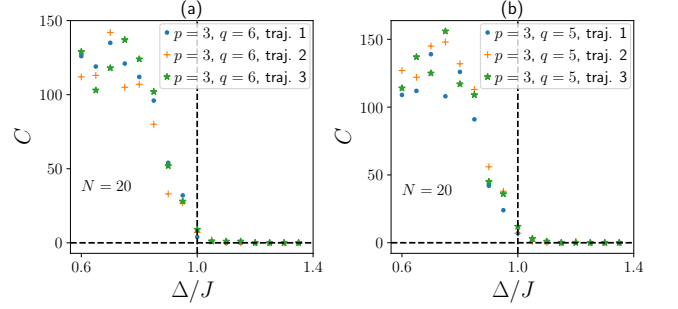 (a)
p = 3, q = 6, traj. 1
p = 3, q = 6, traj. 2
p = 3, q = 6, traj. 3
150
100
50
0
C
N = 20
0.6
1.0
1.4
Δ/J
(b)
p = 3, q = 5, traj. 1
p = 3, q = 5, traj. 2
p = 3, q = 5, traj. 3
150
100
50
0
C
N = 20
0.6
1.0
1.4
Δ/J